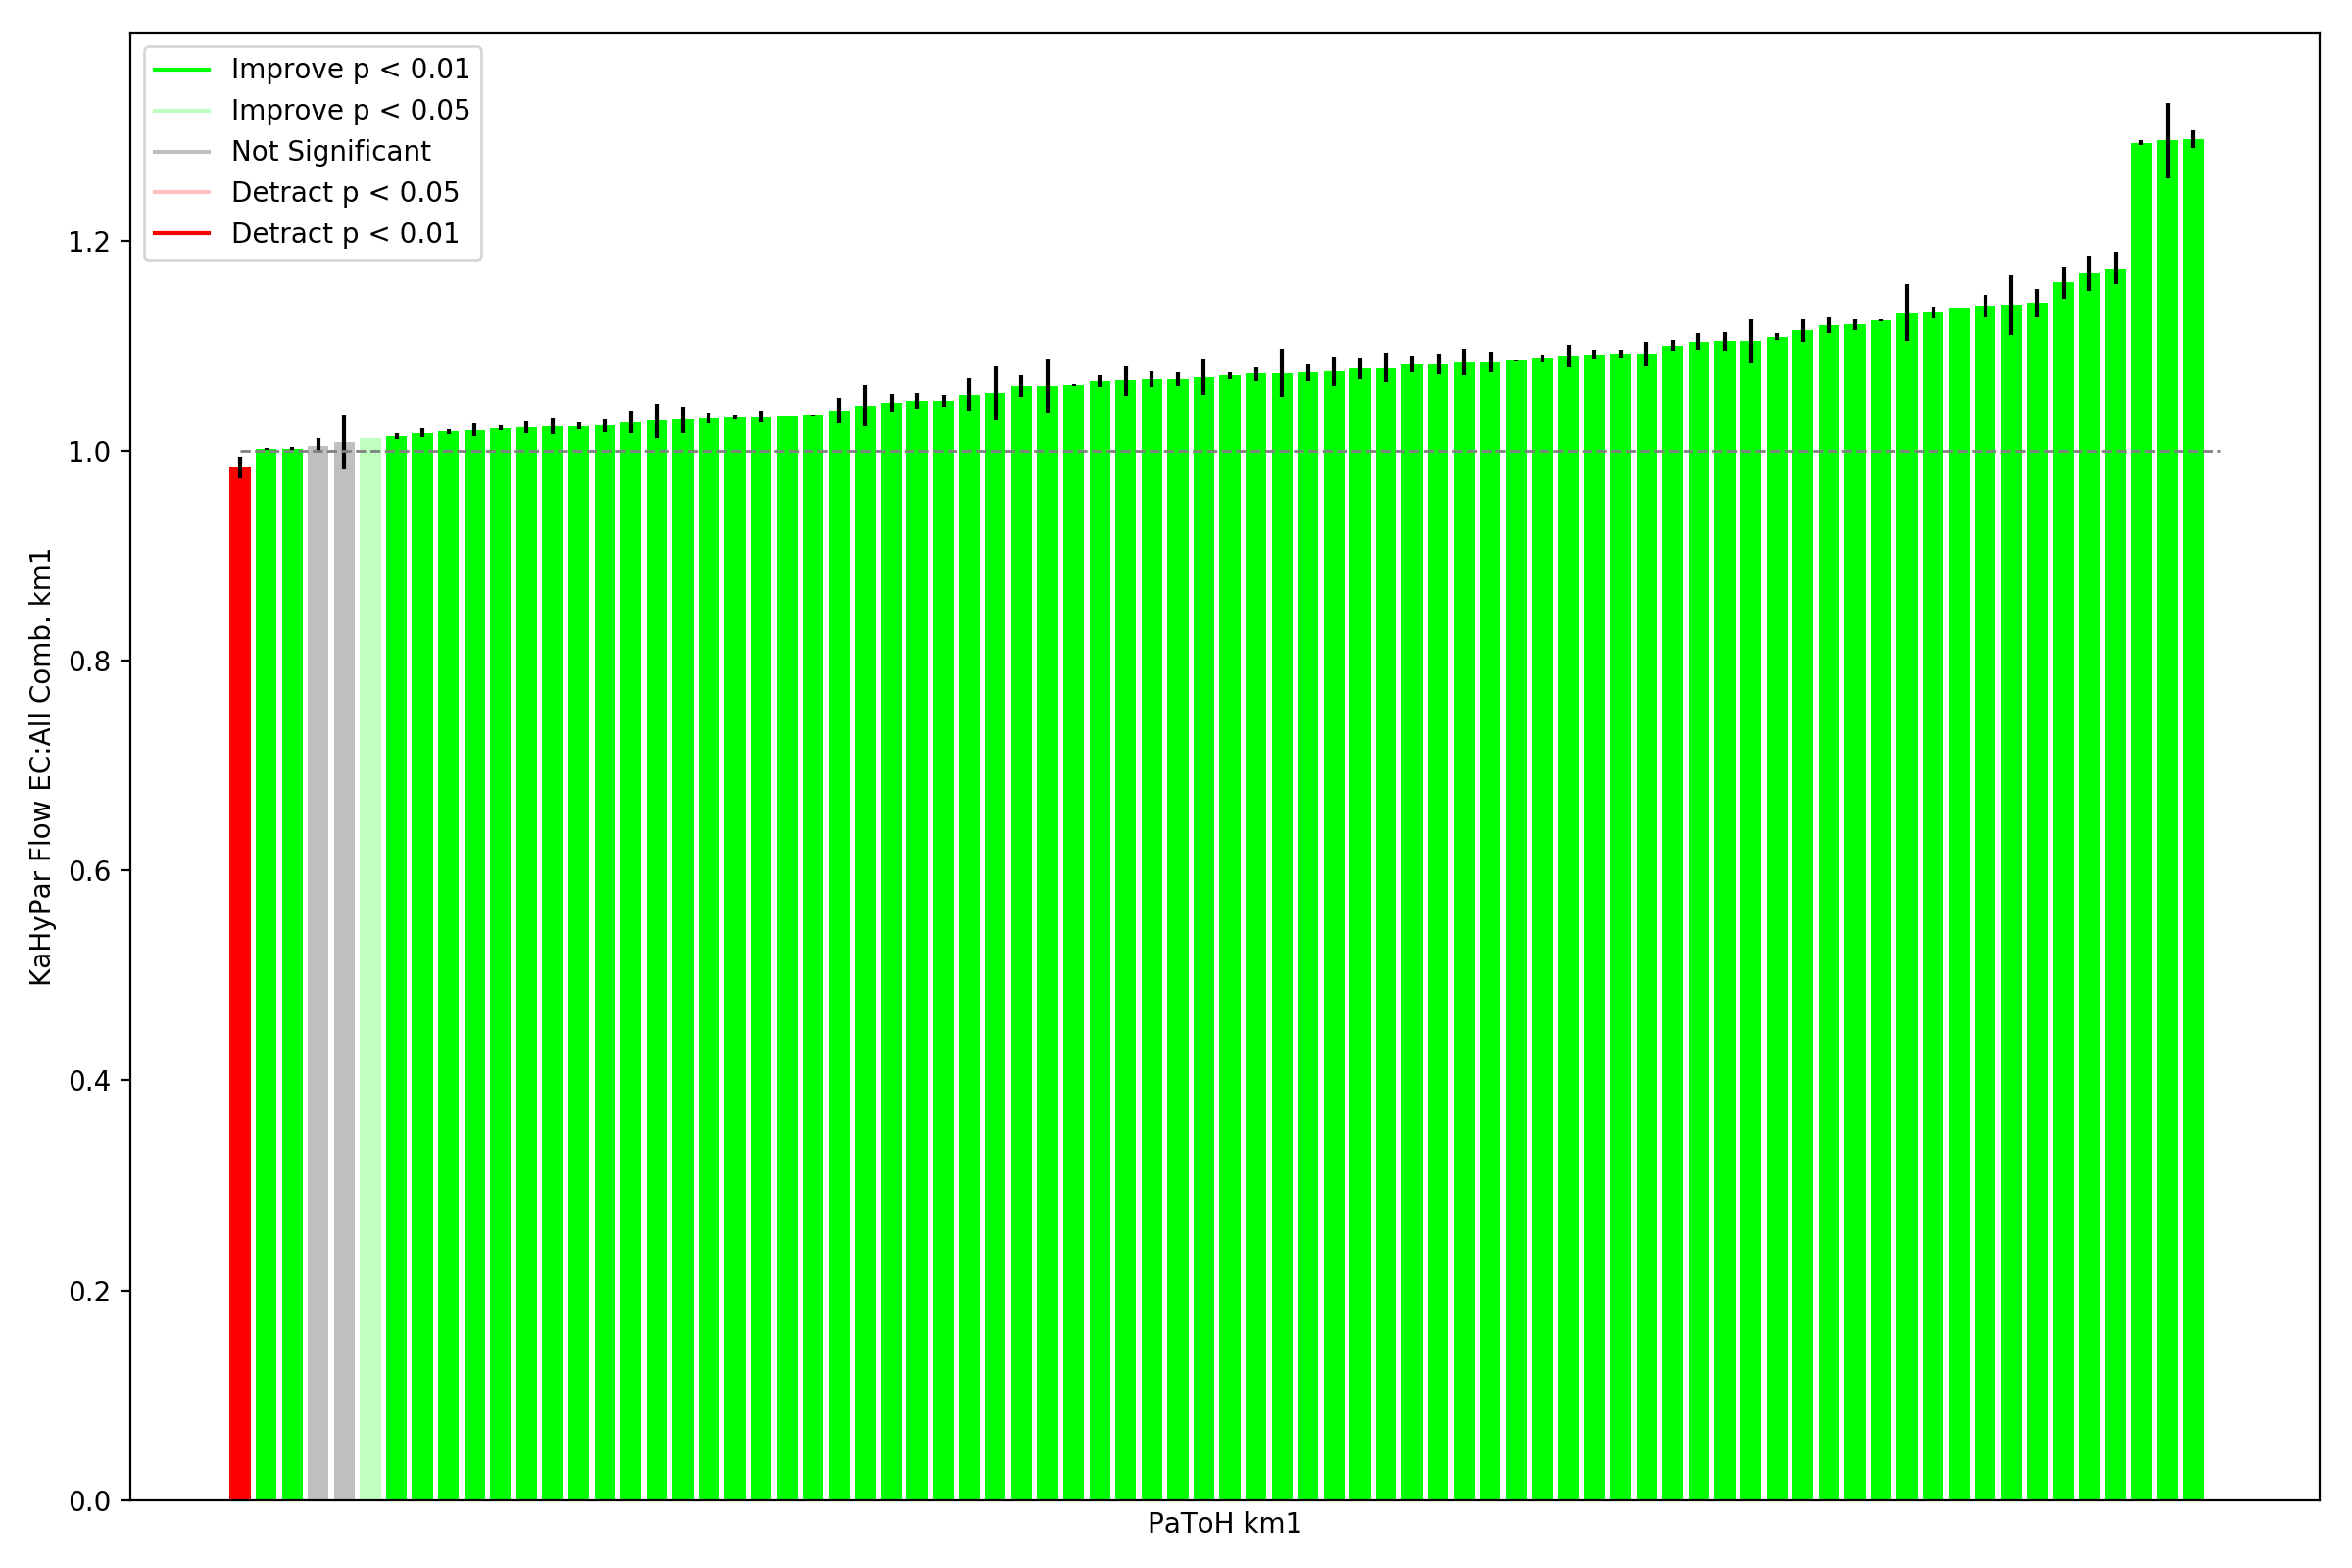 Improve p < 0.01
Improve p < 0.05
Not Significant
Detract p < 0.05
Detract p < 0.01
1.2
1.0
0.8
0.6
0.4
0.2
0.0
KaHyPar Flow EC:All Comb. km1
PaToH km1